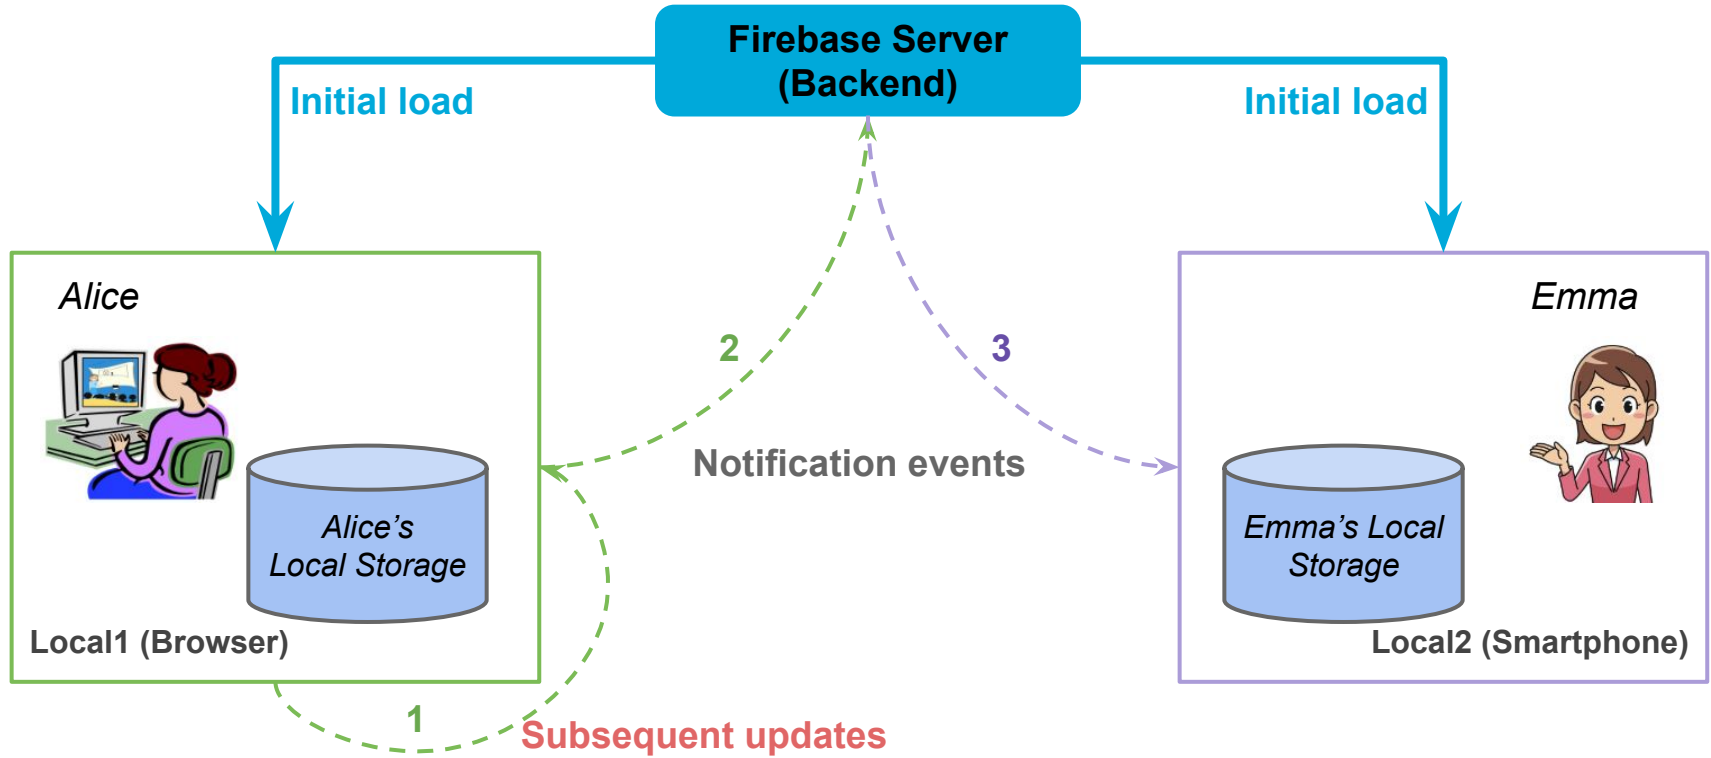 Firebase Server
(Backend)
Initial load
Initial load
Alice
Emma
2
3
Notification events
Alice’s
Local Storage
Emma’s Local
Storage
Local1 (Browser)
Local2 (Smartphone)
1
Subsequent updates